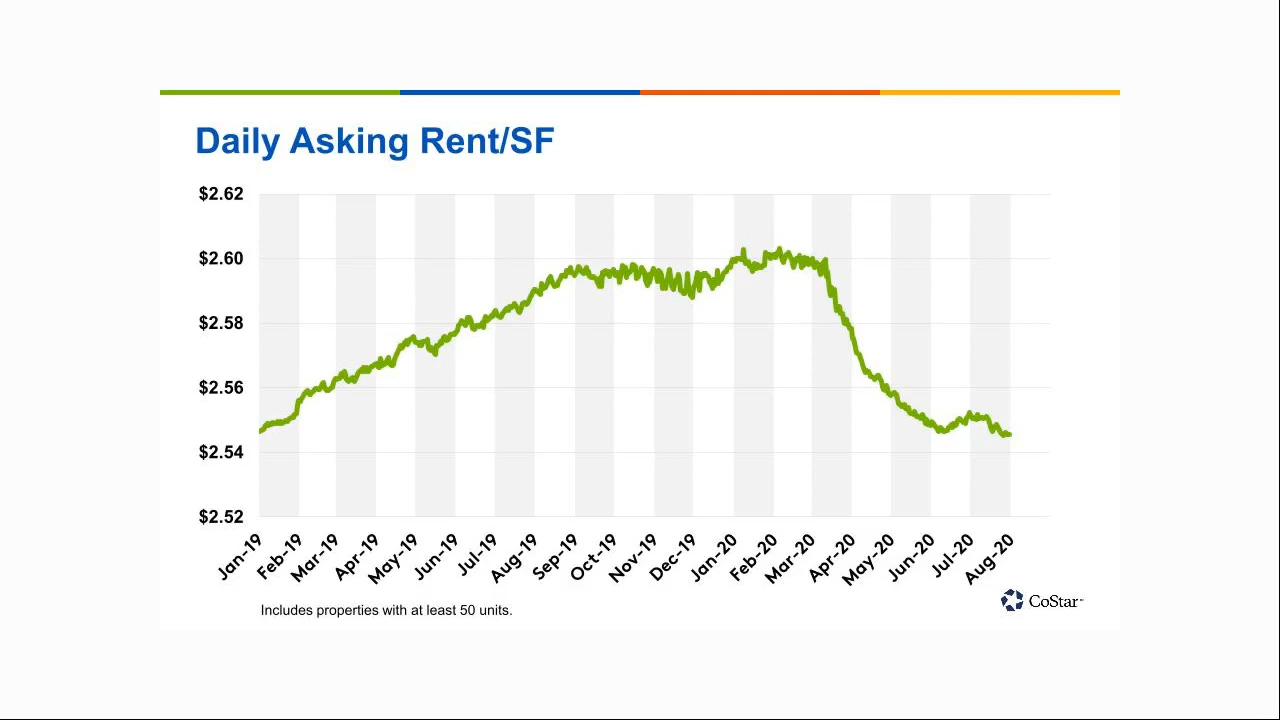 Daily Asking Rent/SF
$2.62
$2.60
$2.58
$2.56
$2.54
$2.52
Jan-19
Feb-19
Mar-19
Apr-19
May-19
Jun-19
Jul-19
Aug-19
Sep-19
Oct-19
Nov-19
Dec-19
Jan-20
Feb-20
Mar-20
Apr-20
May-20
Jun-20
Jul-20
Aug-20
Includes properties with at least 50 units.
CoStar™